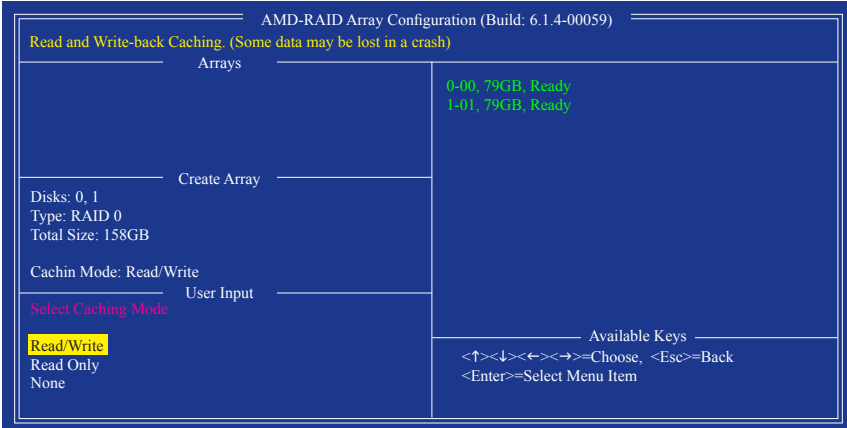 AMD-RAID Array Configuration (Build: 6.1.4-00059)
Read and Write-back Caching. (Some data may be lost in a crash)
Arrays
0-00, 79GB, Ready
1-01, 79GB, Ready
Create Array
Disks: 0, 1
Type: RAID 0
Total Size: 158GB
Cachin Mode: Read/Write
User Input
Select Caching Mode
Read/Write
Read Only
None
Available Keys
<↑><↓><←><→>=Choose, <Esc>=Back
<Enter>=Select Menu Item